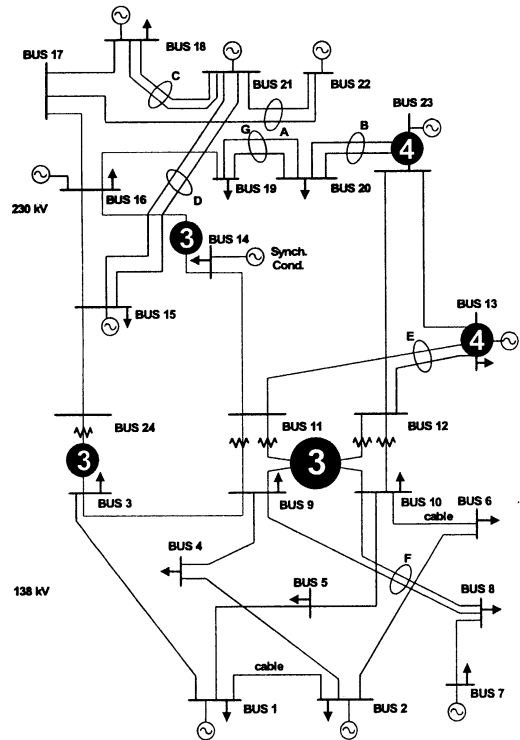 BUS 18
BUS 17
C
BUS 21
BUS 22
BUS 23
G
A
B
4
D
BUS 19
BUS 20
BUS 16
230 kV
3
BUS 14
Synch.
Cond.
BUS 13
BUS 15
E
4
BUS 24
BUS 11
BUS 12
3
3
BUS 3
BUS 9
BUS 10
BUS 6
cable
BUS 4
BUS 5
F
BUS 8
138 kV
cable
BUS 1
BUS 2
BUS 7